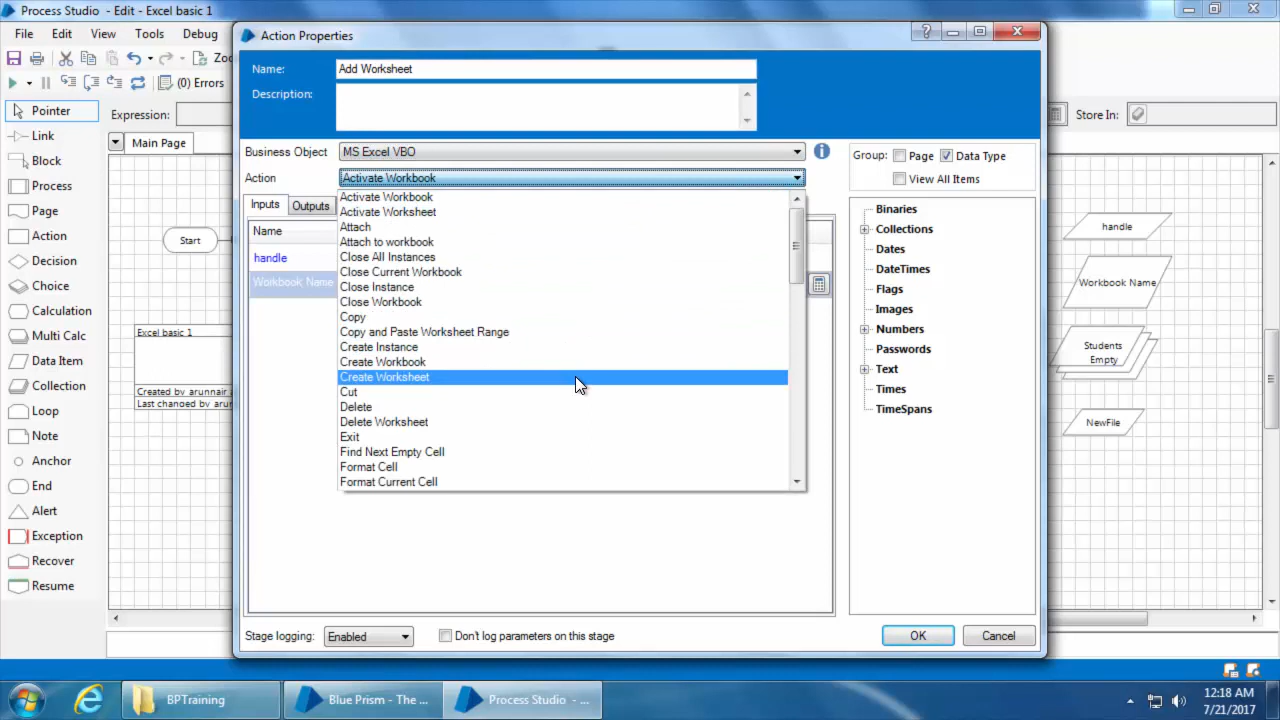 Process Studio - Edit - Excel basic 1
File Edit View Tools Debug
Zoo
(0) Errors
Pointer
Link
Block
Process
Page
Action
Decision
Choice
Calculation
Multi Calc
Data Item
Collection
Loop
Note
Anchor
End
Alert
Exception
Recover
Resume
Expression:
Main Page
Start
Excel basic 1
Created by arunnair a
Last changed by arunn
Action Properties
?
Name: Add Worksheet
Description:
Business Object MS Excel VBO
Action Activate Workbook
Inputs Outputs
Name
handle
Workbook Name
Activate Workbook
Activate Worksheet
Attach
Attach to workbook
Close All Instances
Close Current Workbook
Close Instance
Close Workbook
Copy
Copy and Paste Worksheet Range
Create Instance
Create Workbook
Create Worksheet
Cut
Delete
Delete Worksheet
Exit
Find Next Empty Cell
Format Cell
Format Current Cell
Group: Page Data Type
View All Items
Binaries
Collections
Dates
DateTimes
Flags
Images
Numbers
Passwords
Text
Times
TimeSpans
Stage logging: Enabled Don't log parameters on this stage
OK Cancel
Store In:
handle
Workbook Name
Students
Empty
NewFile
BPTraining
Blue Prism - The ...
Process Studio - ...
12:18 AM
7/21/2017